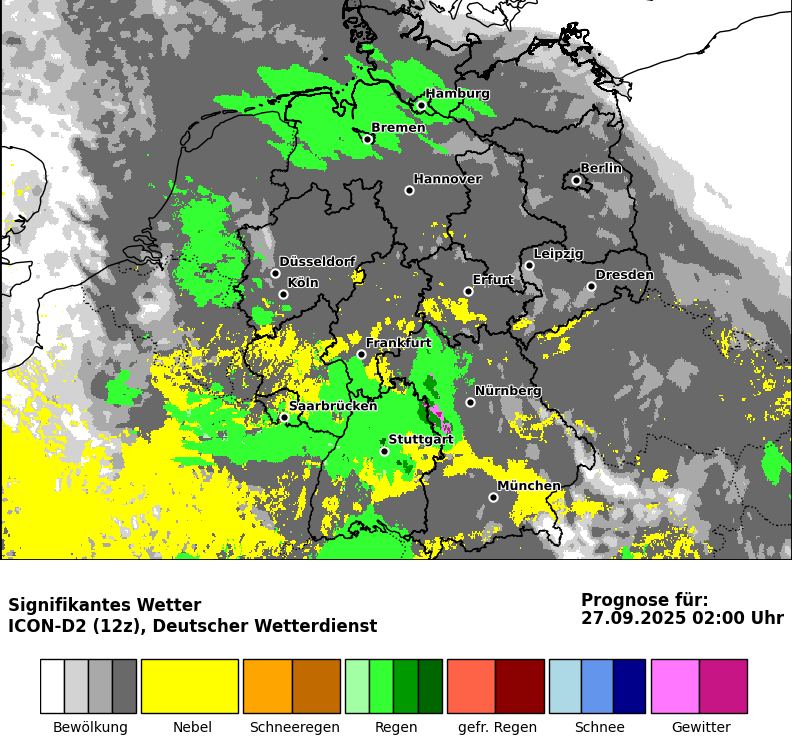 Hamburg
Bremen
Berlin
Hannover
Leipzig
Düsseldorf
Dresden
Köln
Erfurt
Frankfurt
Nürnberg
Saarbrücken
Stuttgart
München
Signifikantes Wetter
ICON-D2 (12z), Deutscher Wetterdienst
Prognose für:
27.09.2025 02:00 Uhr
Bewölkung Nebel Schneeregen Regen gefr. Regen Schnee Gewitter